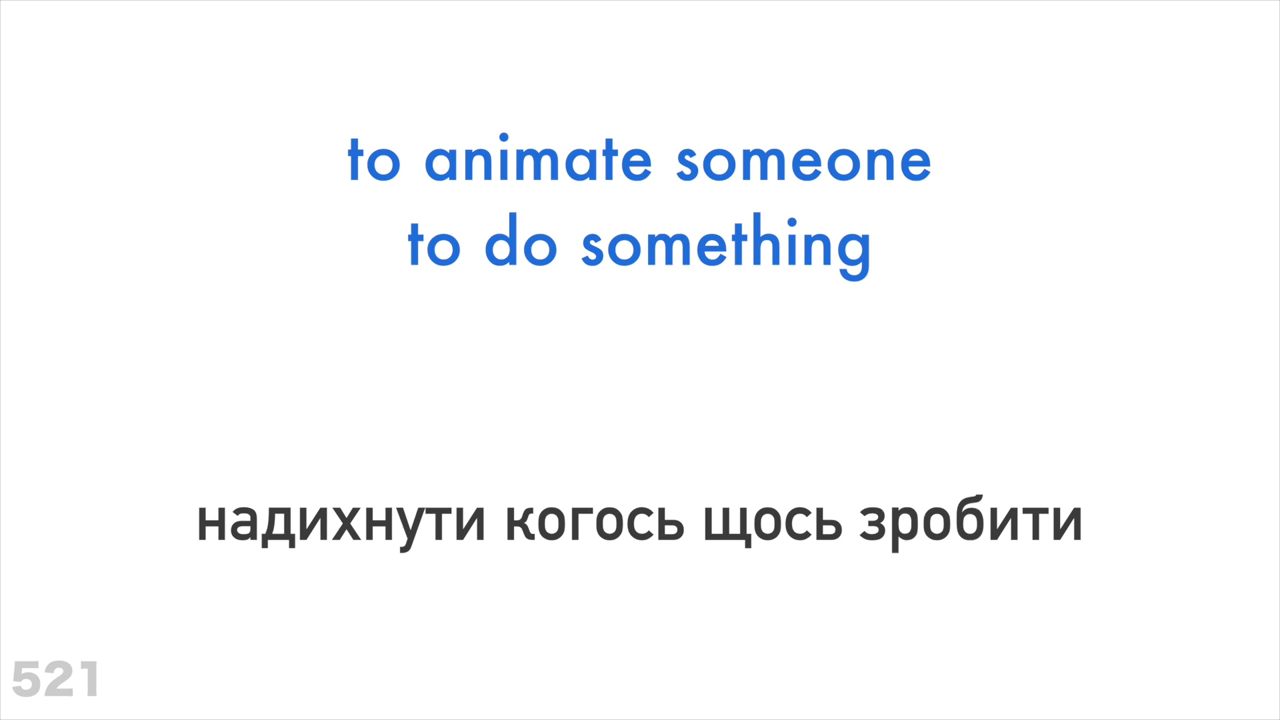 to animate someone
to do something
надихнути когось щось зробити
521